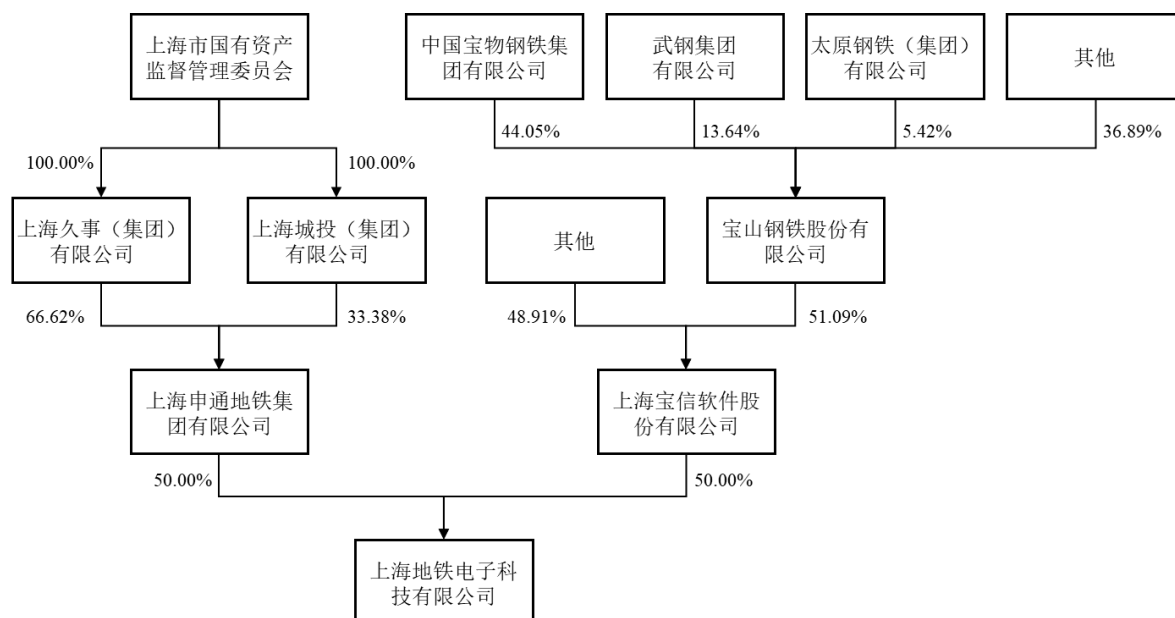 上海市国有资产
监督管理委员会
中国宝物钢铁集
团有限公司
武钢集团
有限公司
太原钢铁（集团）
有限公司
其他
44.05%
13.64%
5.42%
36.89%
100.00%
100.00%
上海久事（集团）
有限公司
上海城投（集团）
有限公司
其他
宝山钢铁股份有
限公司
66.62%
33.38%
48.91%
51.09%
上海申通地铁集
团有限公司
上海宝信软件股
份有限公司
50.00%
50.00%
上海地铁电子科
技有限公司